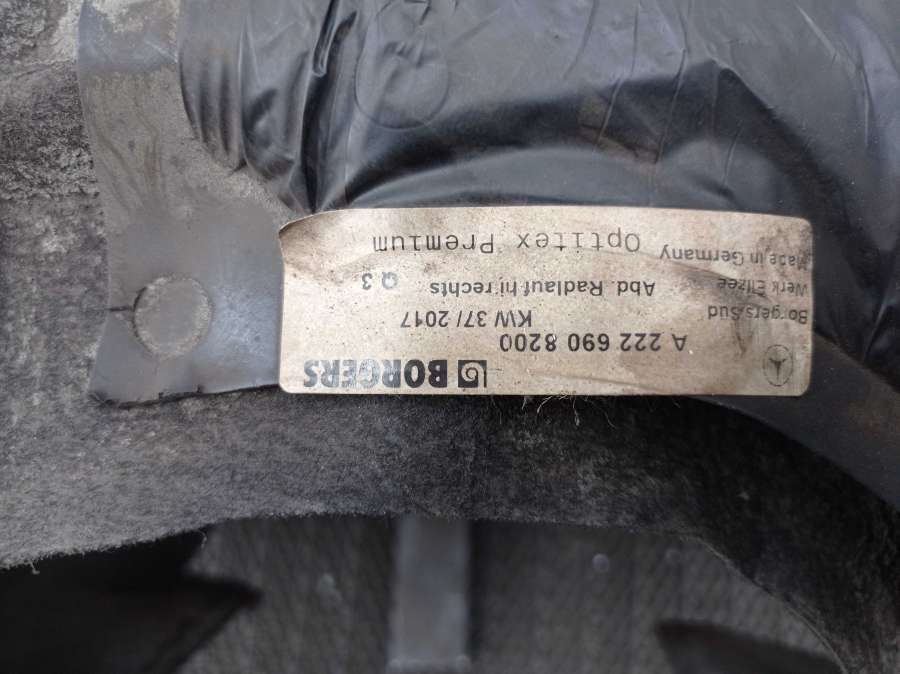 BORGERS
A 222 690 8200
KW 37/ 2017
Borgers Süd
Werk Ellzee
Made in Germany
Abd. Radlauf hi rechts Q 3
Optitex Premium